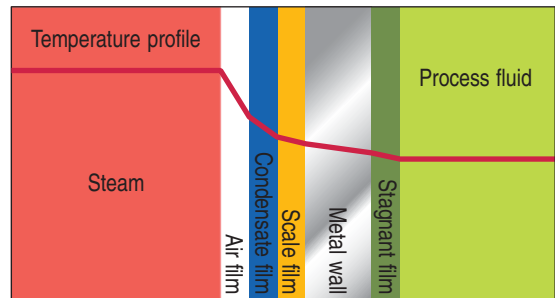 Temperature profile
Steam
Air film
Condensate film
Scale film
Metal wall
Stagnant film
Process fluid